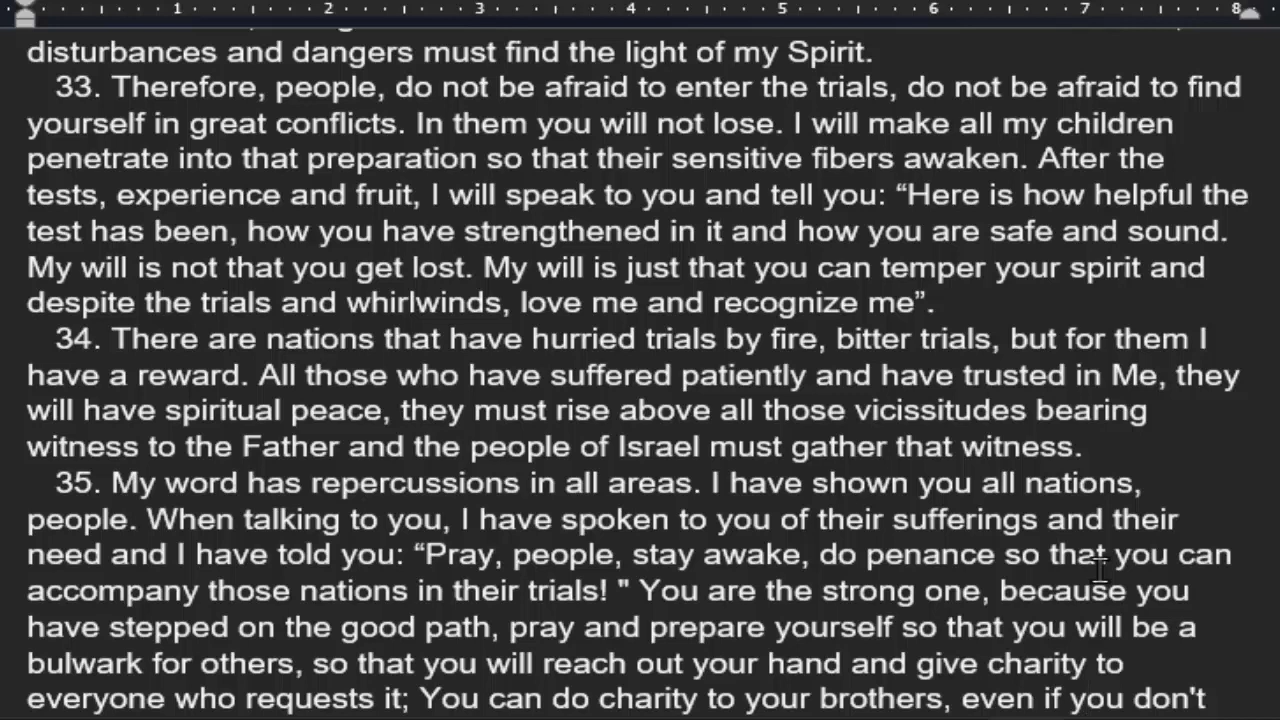 1 2 3 4 5 6 7 8
disturbances and dangers must find the light of my Spirit.
33. Therefore, people, do not be afraid to enter the trials, do not be afraid to find
yourself in great conflicts. In them you will not lose. I will make all my children
penetrate into that preparation so that their sensitive fibers awaken. After the
tests, experience and fruit, I will speak to you and tell you: “Here is how helpful the
test has been, how you have strengthened in it and how you are safe and sound.
My will is not that you get lost. My will is just that you can temper your spirit and
despite the trials and whirlwinds, love me and recognize me”.
34. There are nations that have hurried trials by fire, bitter trials, but for them I
have a reward. All those who have suffered patiently and have trusted in Me, they
will have spiritual peace, they must rise above all those vicissitudes bearing
witness to the Father and the people of Israel must gather that witness.
35. My word has repercussions in all areas. I have shown you all nations,
people. When talking to you, I have spoken to you of their sufferings and their
need and I have told you: “Pray, people, stay awake, do penance so that you can
accompany those nations in their trials! " You are the strong one, because you
have stepped on the good path, pray and prepare yourself so that you will be a
bulwark for others, so that you will reach out your hand and give charity to
everyone who requests it; You can do charity to your brothers, even if you don't